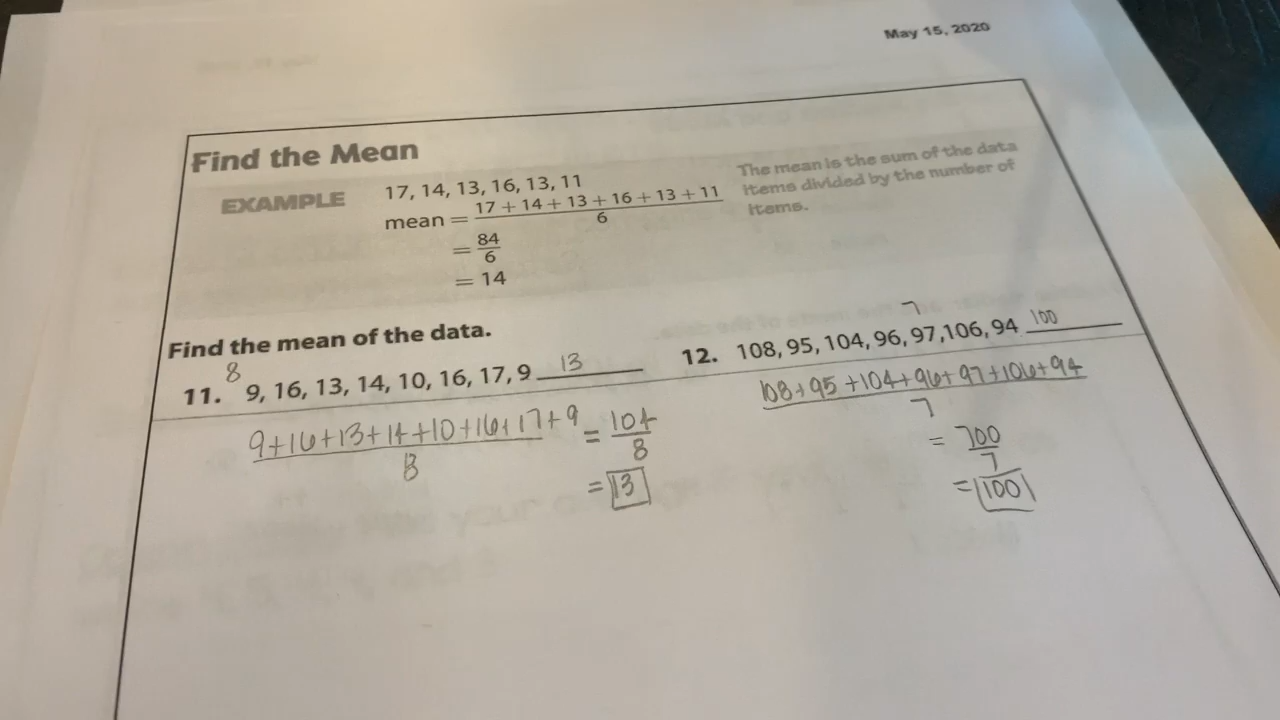 May 15, 2020
Find the Mean
EXAMPLE
17, 14, 13, 16, 13, 11
mean = 17 + 14 + 13 + 16 + 13 + 11
6
= 84
6
= 14
The mean is the sum of the data
items divided by the number of
items.
Find the mean of the data.
8
11. 9, 16, 13, 14, 10, 16, 17, 9 13
9+16+13+14+10+16+17+9 = 104
8 8
= 13
7
12. 108, 95, 104, 96, 97,106, 94 100
108+95+104+96+97+106+94
7
= 700
7
= 100